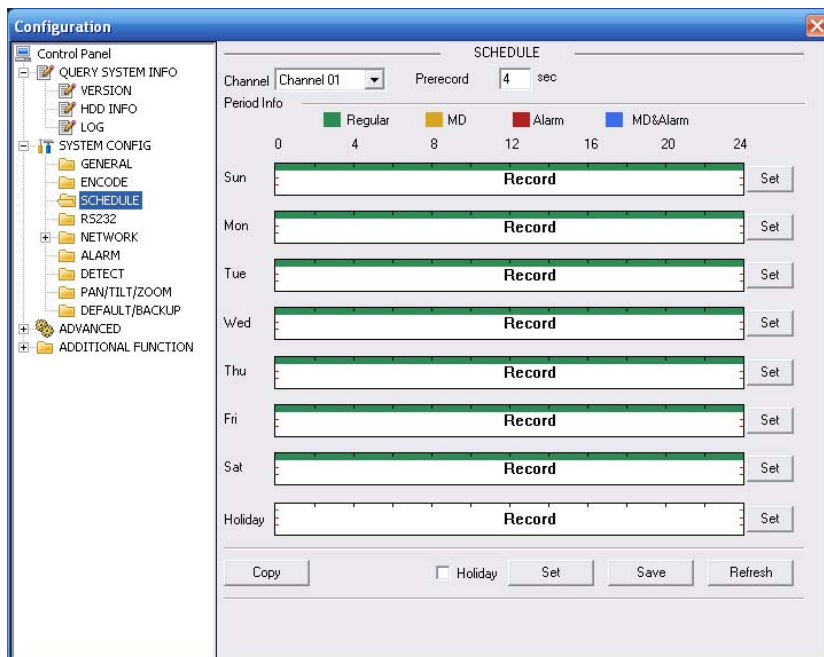 Configuration
Control Panel
QUERY SYSTEM INFO
VERSION
HDD INFO
LOG
SYSTEM CONFIG
GENERAL
ENCODE
SCHEDULE
RS232
NETWORK
ALARM
DETECT
PAN/TILT/ZOOM
DEFAULT/BACKUP
ADVANCED
ADDITIONAL FUNCTION
SCHEDULE
Channel Channel 01 Prerecord 4 sec
Period Info
Regular MD Alarm MD&Alarm
0 4 8 12 16 20 24
Sun Record Set
Mon Record Set
Tue Record Set
Wed Record Set
Thu Record Set
Fri Record Set
Sat Record Set
Holiday Record Set
Copy Holiday Set Save Refresh